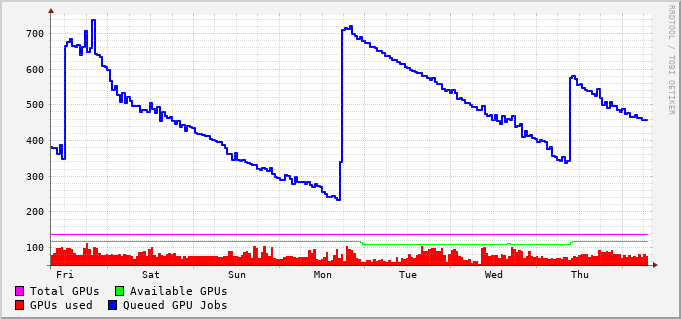 700
600
500
400
300
200
100
Fri Sat Sun Mon Tue Wed Thu
Total GPUs Available GPUs
GPUs used Queued GPU Jobs
RRDTOOL / TOBI OETIKER